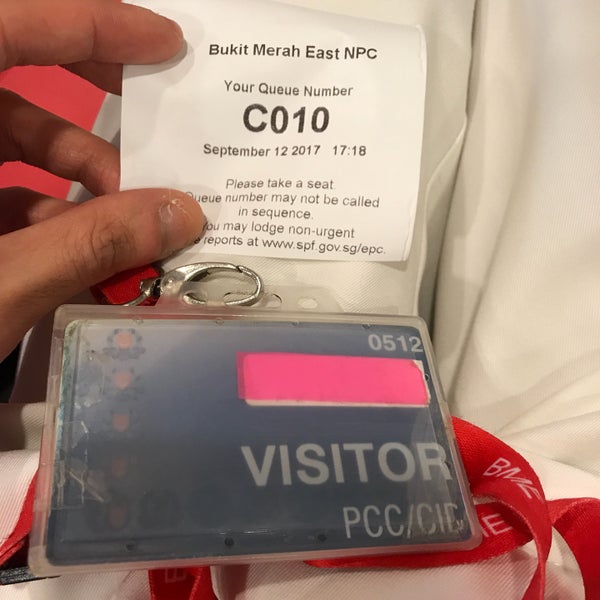 Bukit Merah East NPC
Your Queue Number
C010
September 12 2017 17:18
Please take a seat.
Queue number may not be called
in sequence.
You may lodge non-urgent
reports at www.spf.gov.sg/epc.
0512
VISITOR
PCC/CID
BME